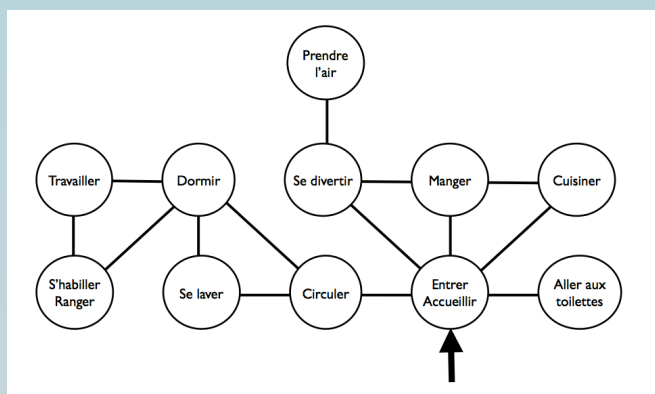 Prendre
l'air
Travailler
Dormir
Se divertir
Manger
Cuisiner
S'habiller
Ranger
Se laver
Circuler
Entrer
Accueillir
Aller aux
toilettes